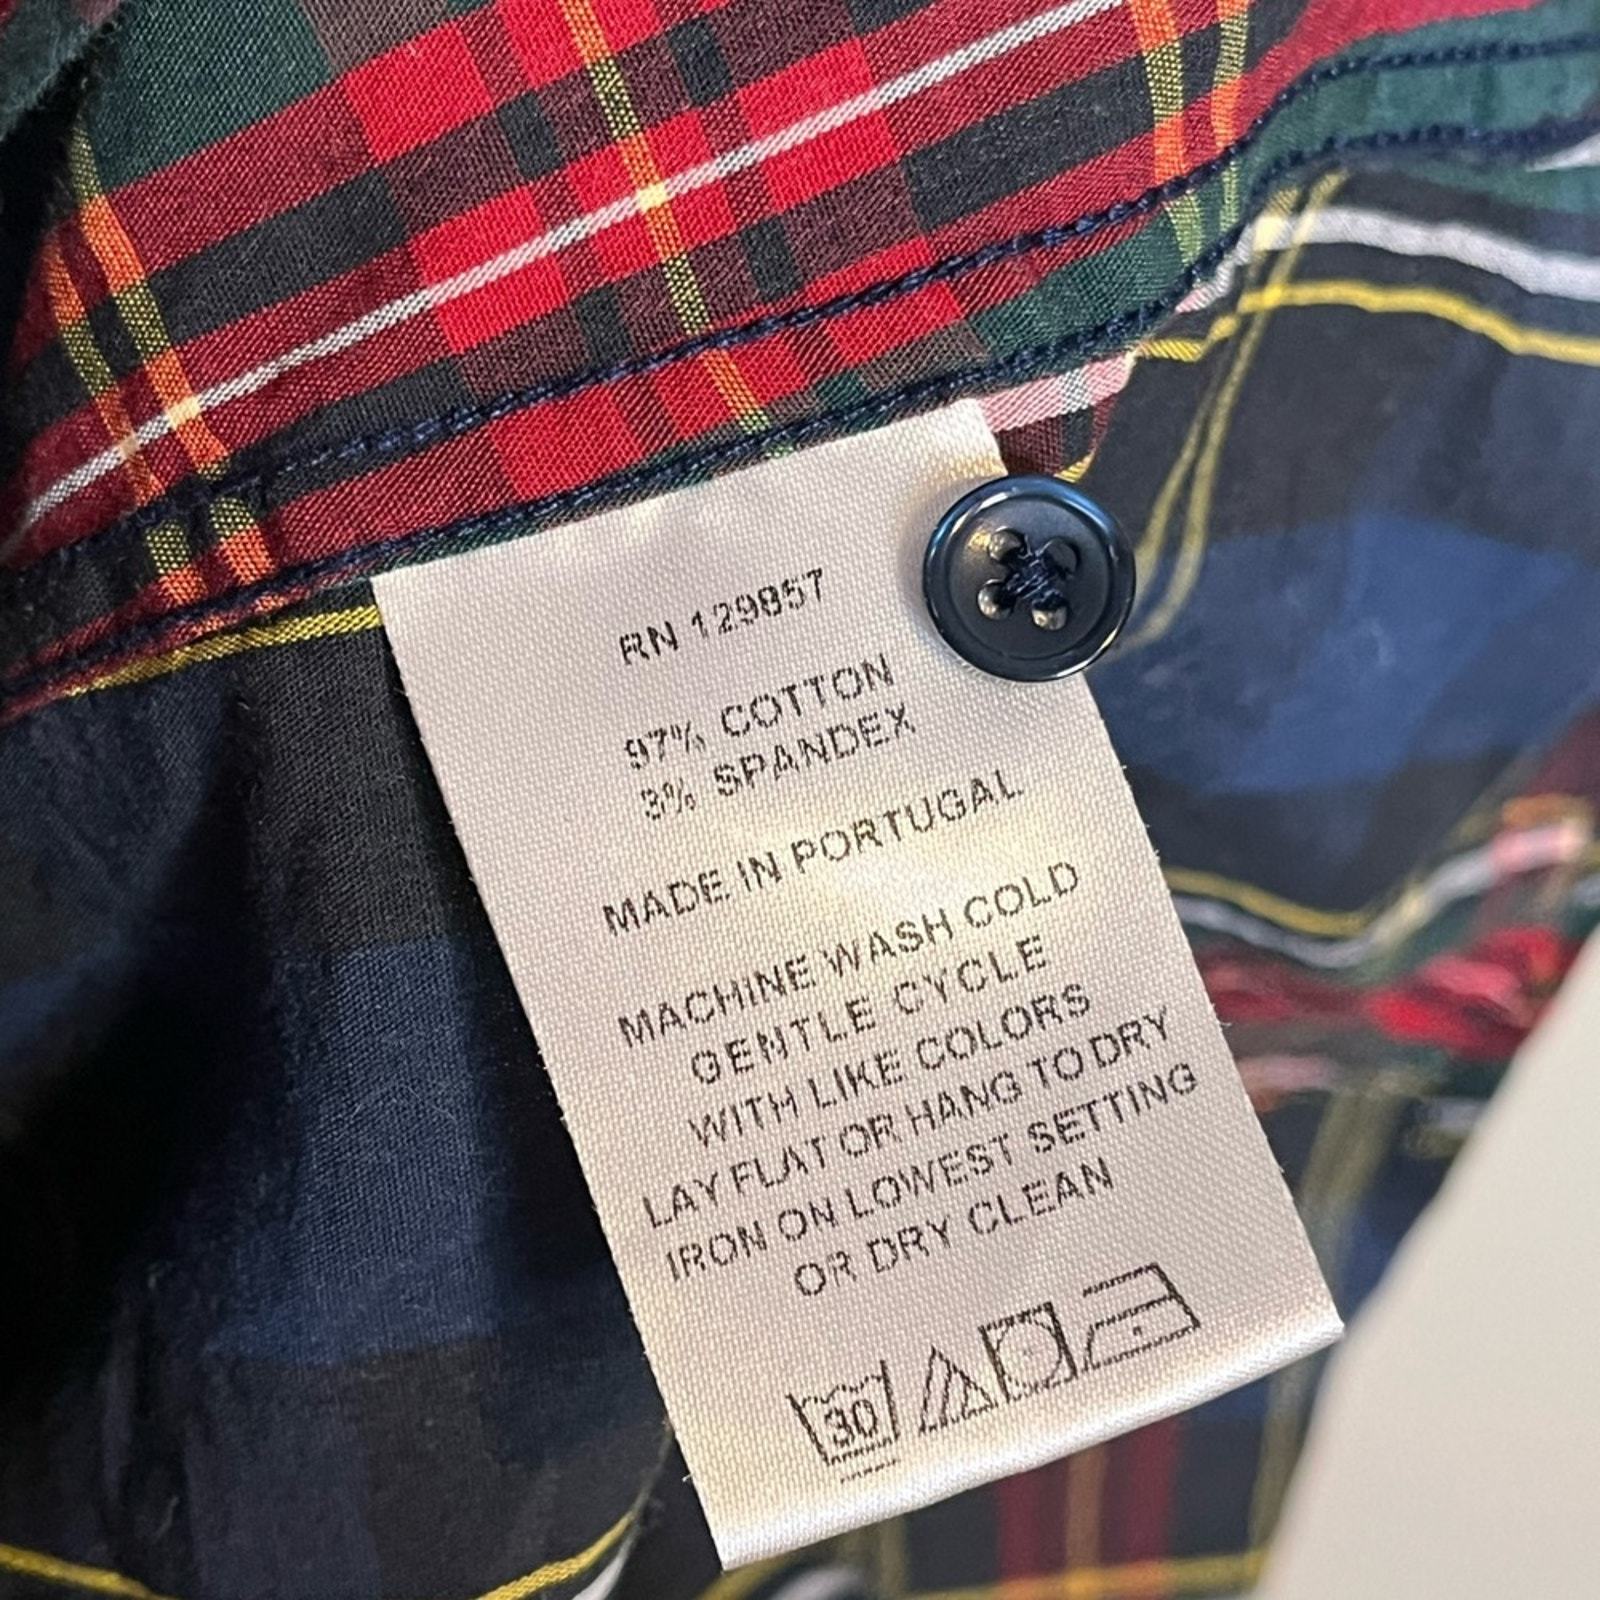 RN 129857
97% COTTON
3% SPANDEX
MADE IN PORTUGAL
MACHINE WASH COLD
GENTLE CYCLE
WITH LIKE COLORS
LAY FLAT OR HANG TO DRY
IRON ON LOWEST SETTING
OR DRY CLEAN
30